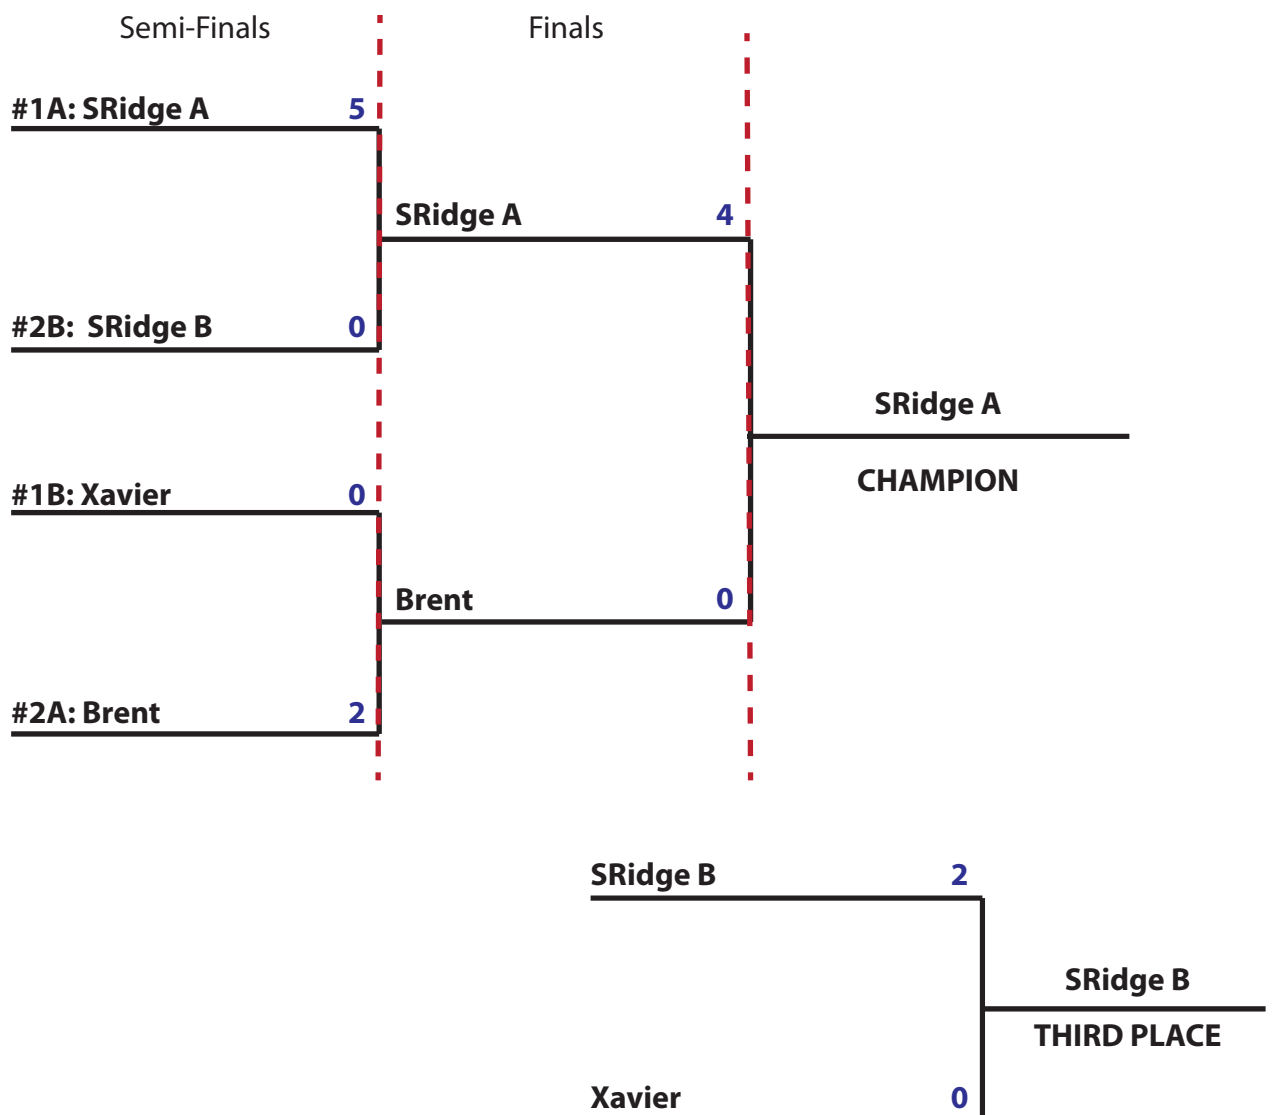 Semi-Finals Finals
#1A: SRidge A 5
SRidge A 4
#2B: SRidge B 0
SRidge A
CHAMPION
#1B: Xavier 0
Brent 0
#2A: Brent 2
SRidge B 2
SRidge B
THIRD PLACE
Xavier 0